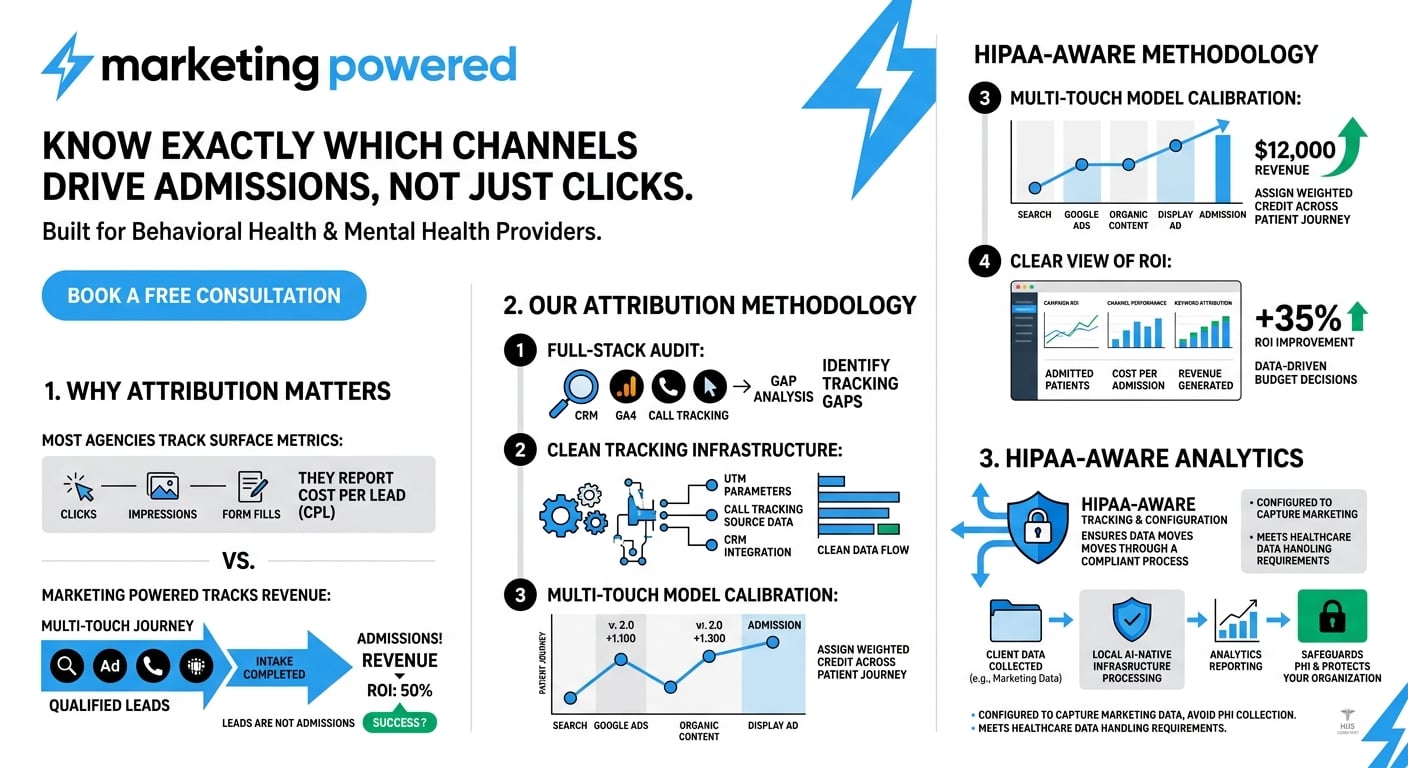 marketing powered
KNOW EXACTLY WHICH CHANNELS
DRIVE ADMISSIONS, NOT JUST CLICKS.
Built for Behavioral Health & Mental Health Providers.
BOOK A FREE CONSULTATION
1. WHY ATTRIBUTION MATTERS
MOST AGENCIES TRACK SURFACE METRICS:
CLICKS
IMPRESSIONS
FORM FILLS
THEY REPORT
COST PER LEAD
(CPL)
VS.
MARKETING POWERED TRACKS REVENUE:
MULTI-TOUCH JOURNEY
Ad
QUALIFIED LEADS
INTAKE
COMPLETED
ADMISSIONS!
REVENUE
ROI: 50%
LEADS ARE NOT ADMISSIONS
SUCCESS?
2. OUR ATTRIBUTION METHODOLOGY
1
FULL-STACK AUDIT:
CRM
GA4
CALL TRACKING
GAP
ANALYSIS
IDENTIFY
TRACKING
GAPS
2
CLEAN TRACKING INFRASTRUCTURE:
UTM
PARAMETERS
CALL TRACKING
SOURCE DATA
CRM
INTEGRATION
CLEAN DATA FLOW
3
MULTI-TOUCH MODEL CALIBRATION:
PATIENT JOURNEY
v. 2.0
+1.100
vı. 2.0
+1.300
ADMISSION
SEARCH
GOOGLE ADS
ORGANIC
CONTENT
DISPLAY AD
ASSIGN WEIGHTED
CREDIT ACROSS
PATIENT JOURNEY
HIPAA-AWARE METHODOLOGY
3
MULTI-TOUCH MODEL CALIBRATION:
SEARCH
GOOGLE
ADS
ORGANIC
CONTENT
DISPLAY
AD
ADMISSION
$12,000
REVENUE
ASSIGN WEIGHTED
CREDIT ACROSS
PATIENT JOURNEY
4
CLEAR VIEW OF ROI:
CHANNEL PERFORMANCE
KEYWORD ATTRIBUTION
ADMITTED
PATIENTS
COST PER
ADMISSION
REVENUE
GENERATED
+35%
ROI IMPROVEMENT
DATA-DRIVEN
BUDGET DECISIONS
3. HIPAA-AWARE ANALYTICS
HIPAA-AWARE
TRACKING & CONFIGURATION
ENSURES DATA MOVES
MOVES THROUGH A
COMPLIANT PROCESS
• CONFIGURED TO
CAPTURE MARKETING
• MEETS HEALTHCARE
DATA HANDLING
REQUIREMENTS
CLIENT DATA
COLLECTED
(e.g., Marketing Data)
LOCAL AI-NATIVE
INFRASRUCTURE
PROCESSING
ANALYTICS
REPORTING
SAFEGUARDS
PHI & PROTECTS
YOUR ORGANIZATION
• CONFIGURED TO CAPTURE MARKETING DATA, AVOID PHI COLLECTION.
• MEETS HEALTHCARE DATA HANDLING REQUIREMENTS.